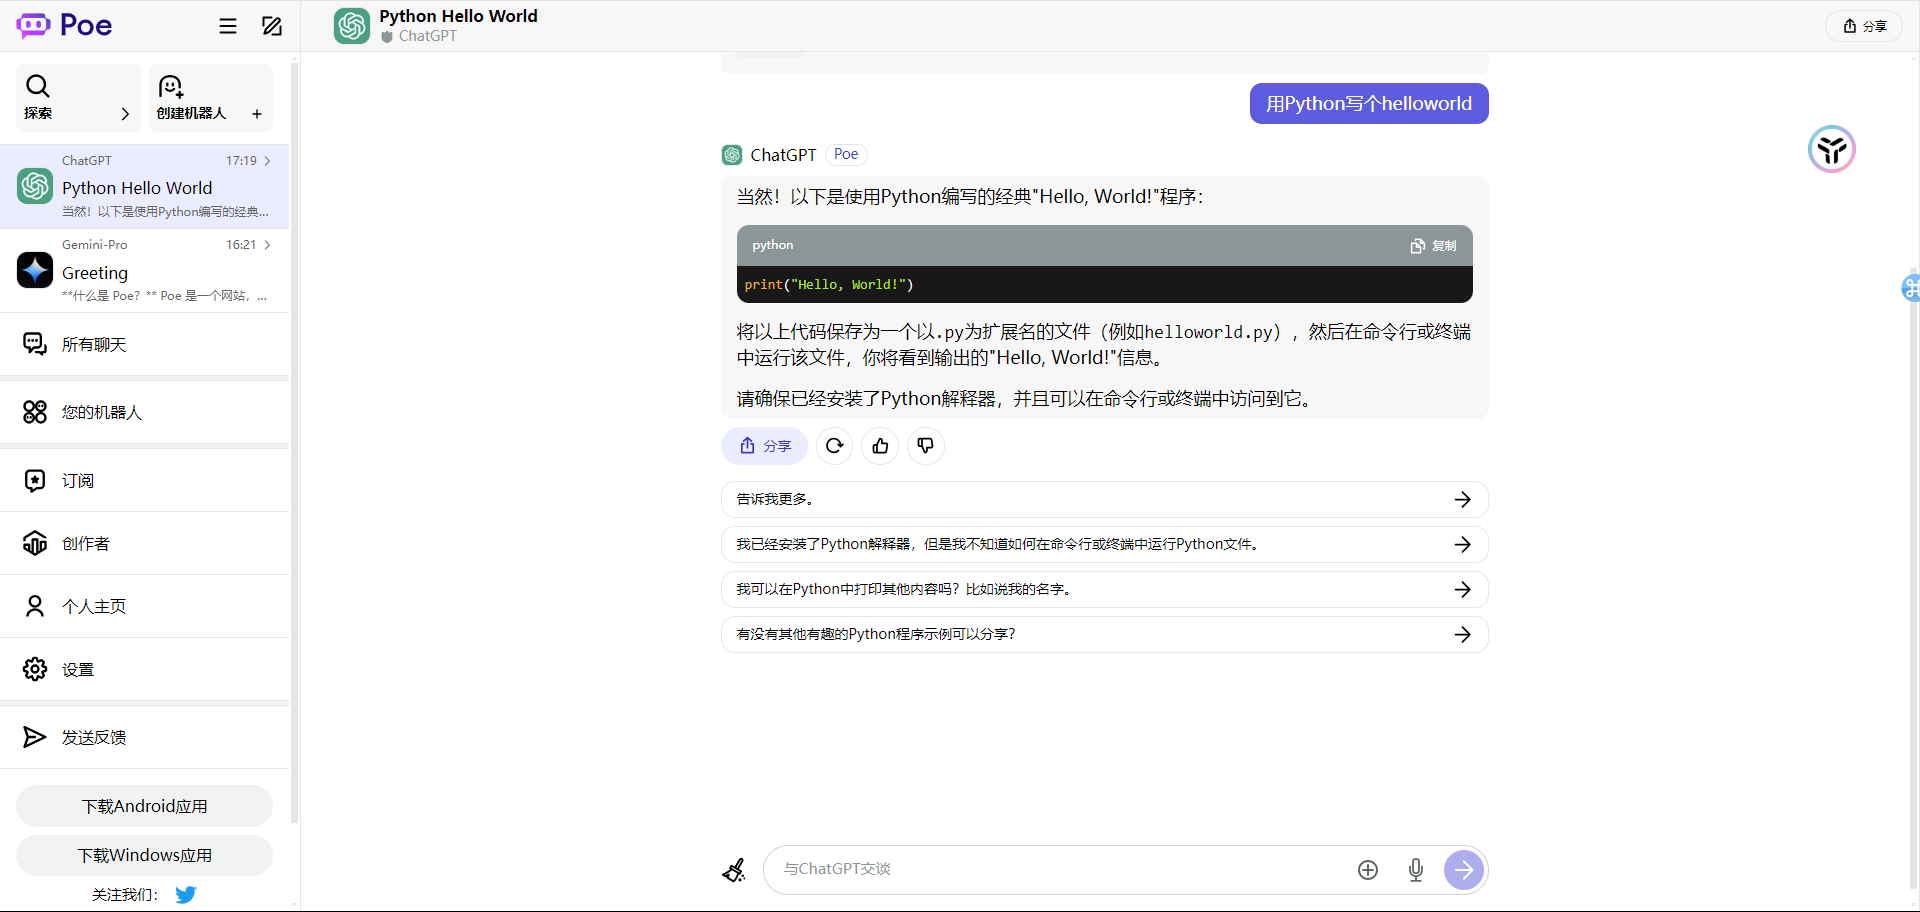 Poe
探索
创建机器人
ChatGPT 17:19
Python Hello World
当然！以下是使用Python编写的经典...
Gemini-Pro 16:21
Greeting
**什么是 Poe？** Poe 是一个网站，...
所有聊天
您的机器人
订阅
创作者
个人主页
设置
发送反馈
下载Android应用
下载Windows应用
关注我们：
Python Hello World
ChatGPT
分享
用Python写个helloworld
ChatGPT Poe
当然！以下是使用Python编写的经典"Hello, World!"程序：
python 复制
print("Hello, World!")
将以上代码保存为一个以.py为扩展名的文件（例如helloworld.py），然后在命令行或终端
中运行该文件，你将看到输出的"Hello, World!"信息。
请确保已经安装了Python解释器，并且可以在命令行或终端中访问到它。
分享
告诉我更多。
我已经安装了Python解释器，但是我不知道如何在命令行或终端中运行Python文件。
我可以在Python中打印其他内容吗？比如说我的名字。
有没有其他有趣的Python程序示例可以分享？
与ChatGPT交谈